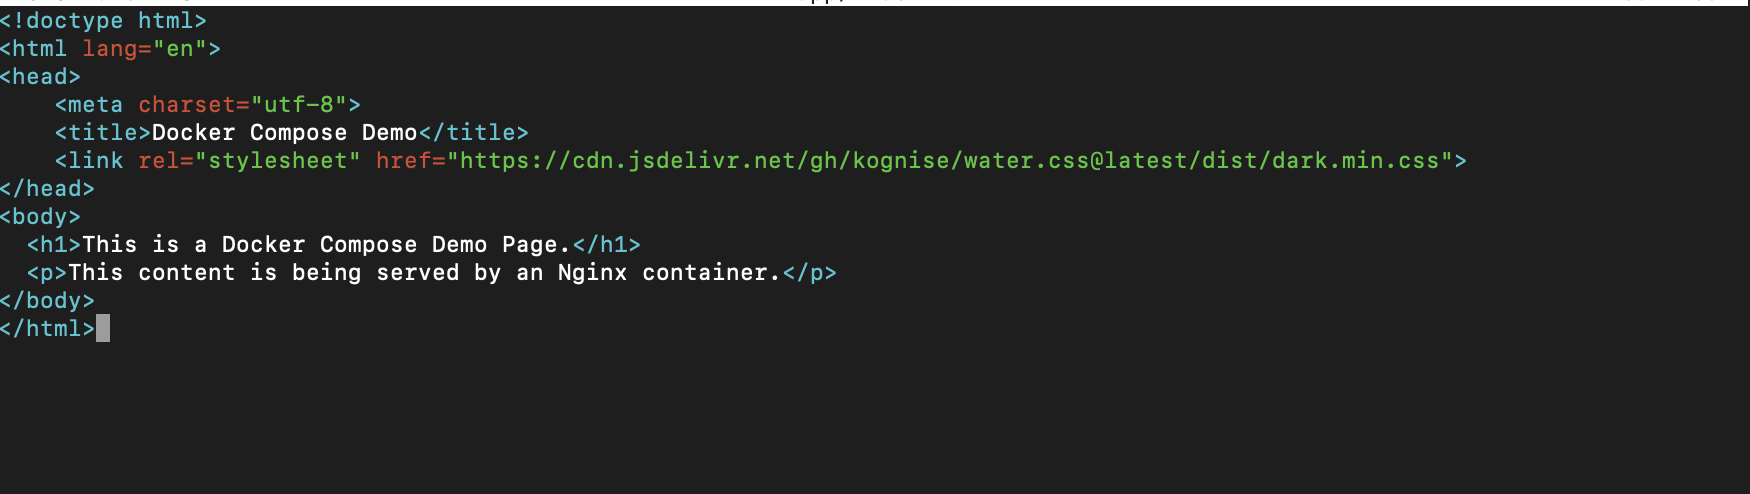 <!doctype html>
<html lang="en">
<head>
    <meta charset="utf-8">
    <title>Docker Compose Demo</title>
    <link rel="stylesheet" href="https://cdn.jsdelivr.net/gh/kognise/water.css@latest/dist/dark.min.css">
</head>
<body>
  <h1>This is a Docker Compose Demo Page.</h1>
  <p>This content is being served by an Nginx container.</p>
</body>
</html>